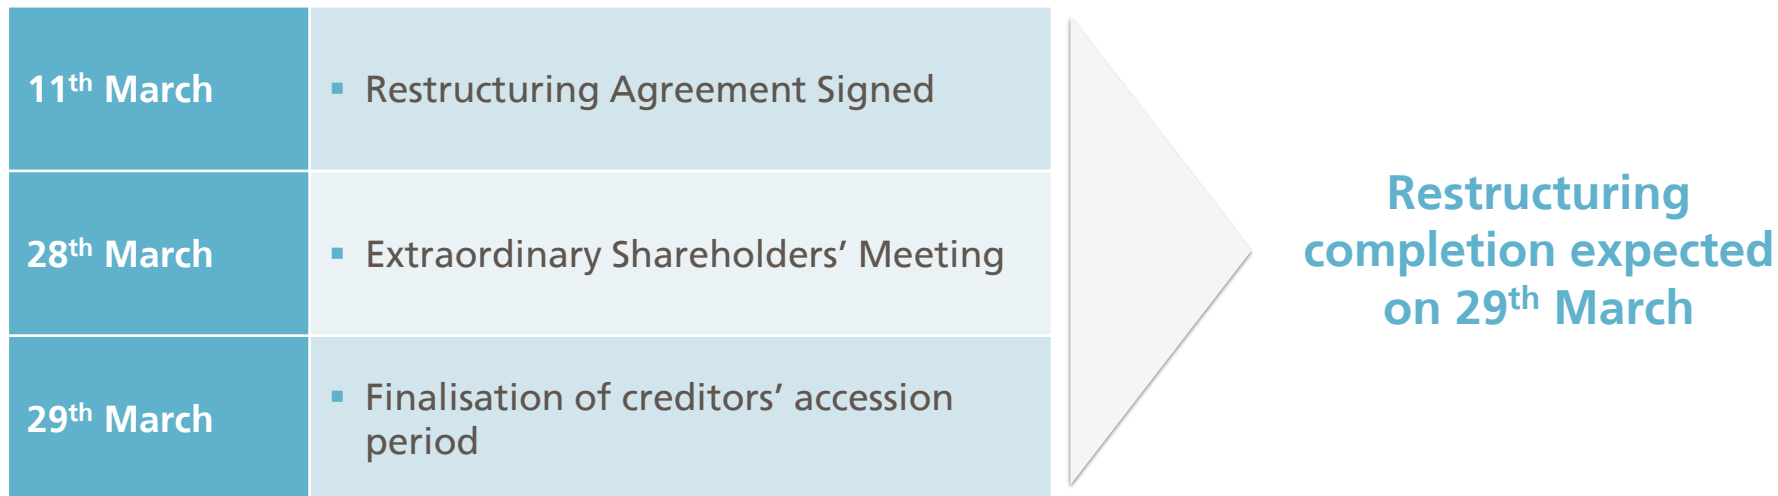 11th March
▪ Restructuring Agreement Signed
28th March
▪ Extraordinary Shareholders’ Meeting
29th March
▪ Finalisation of creditors’ accession
period
Restructuring
completion expected
on 29th March